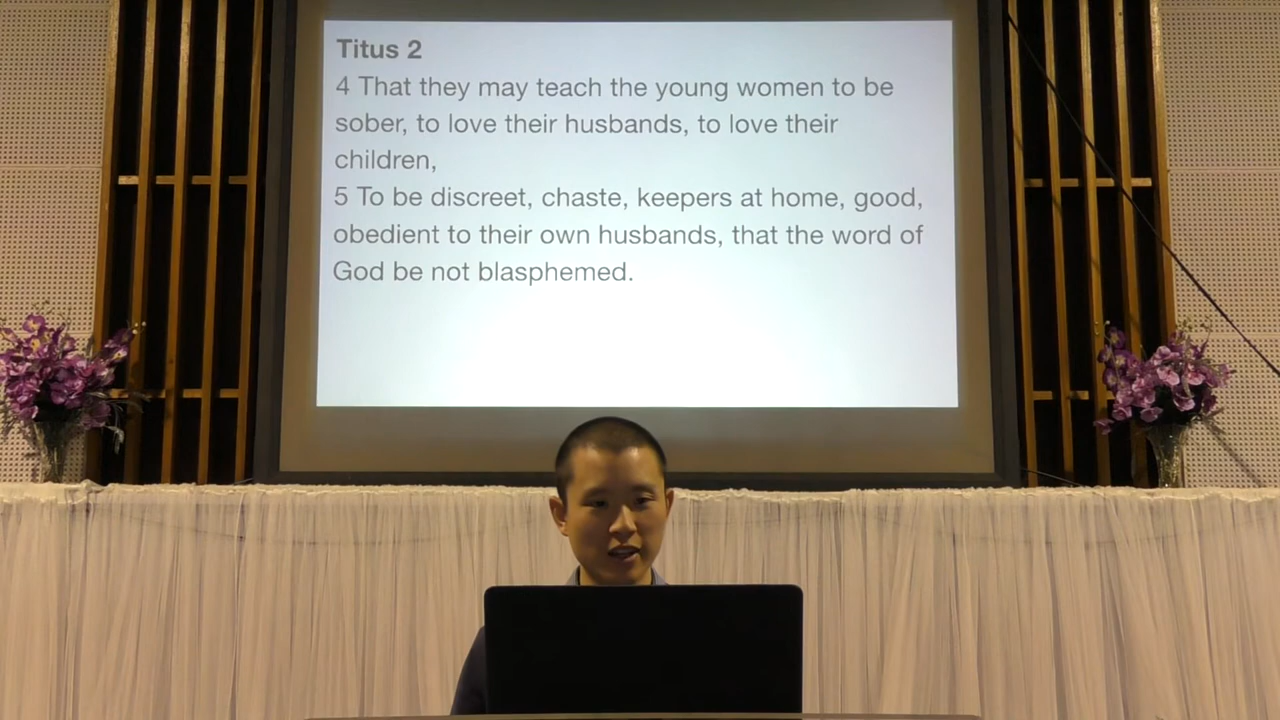 Titus 2
4 That they may teach the young women to be
sober, to love their husbands, to love their
children,
5 To be discreet, chaste, keepers at home, good,
obedient to their own husbands, that the word of
God be not blasphemed.